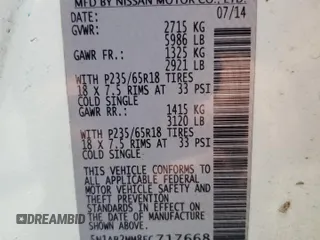 MFD BY NISSAN MOTOR CO., LTD.
DATE: 07/14
GVWR: 2715 KG
5986 LB
GAWR FR.: 1325 KG
2921 LB
WITH P235/65R18 TIRES
18 X 7.5 RIMS AT 33 PSI
COLD SINGLE
GAWR RR.: 1415 KG
3120 LB
WITH P235/65R18 TIRES
18 X 7.5 RIMS AT 33 PSI
COLD SINGLE
THIS VEHICLE CONFORMS TO
ALL APPLICABLE FEDERAL MOTOR
VEHICLE SAFETY AND THEFT
PREVENTION STANDARDS IN
EFFECT ON THE DATE OF
MANUFACTURE SHOWN ABOVE.
5N1AR2MM8FC717668
DREAMBID
DREAMBID